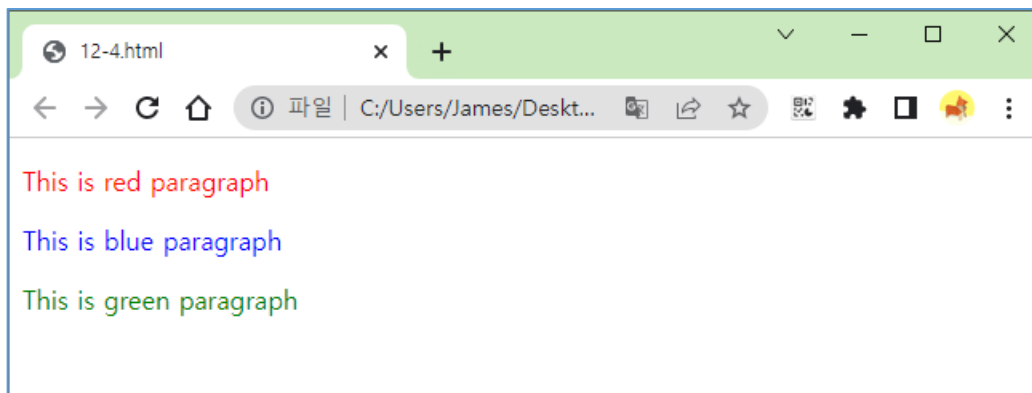 12-4.html
파일 C:/Users/James/Deskt...
This is red paragraph
This is blue paragraph
This is green paragraph